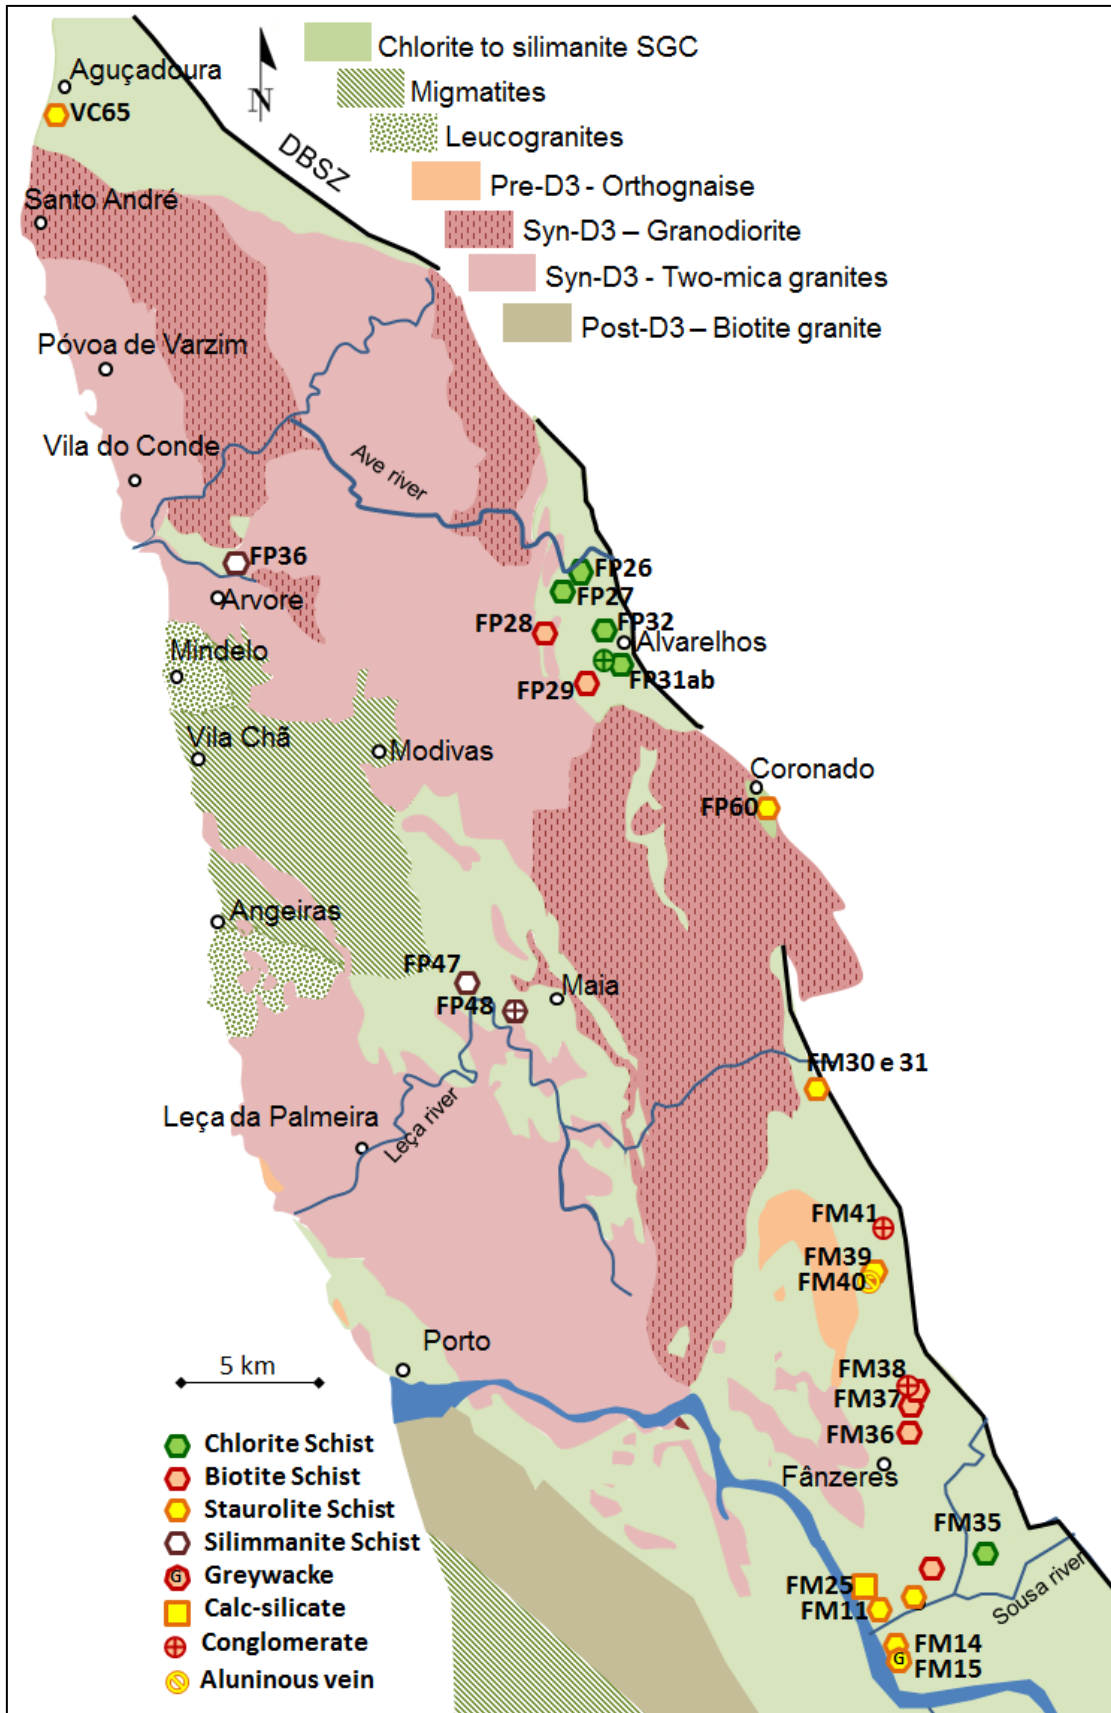 Aguçadoura
VC65
N
DBSZ
Chlorite to silimanite SGC
Migmatites
Leucogranites
Pre-D3 - Orthognaise
Syn-D3 – Granodiorite
Syn-D3 - Two-mica granites
Post-D3 – Biotite granite
Santo André
Póvoa de Varzim
Vila do Conde
Ave river
FP36
Arvore
FP26
FP27
FP28
FP32
Alvarelhos
FP31ab
FP29
Mindelo
Vila Chã
Modivas
Coronado
FP60
Angeiras
FP47
FP48
Maia
FM30 e 31
Leça da Palmeira
Leça river
FM41
FM39
FM40
Porto
FM38
FM37
FM36
Fânzeres
5 km
FM35
Sousa river
FM25
FM11
FM14
G
FM15
Chlorite Schist
Biotite Schist
Staurolite Schist
Silimmanite Schist
G Greywacke
Calc-silicate
Conglomerate
Aluninous vein